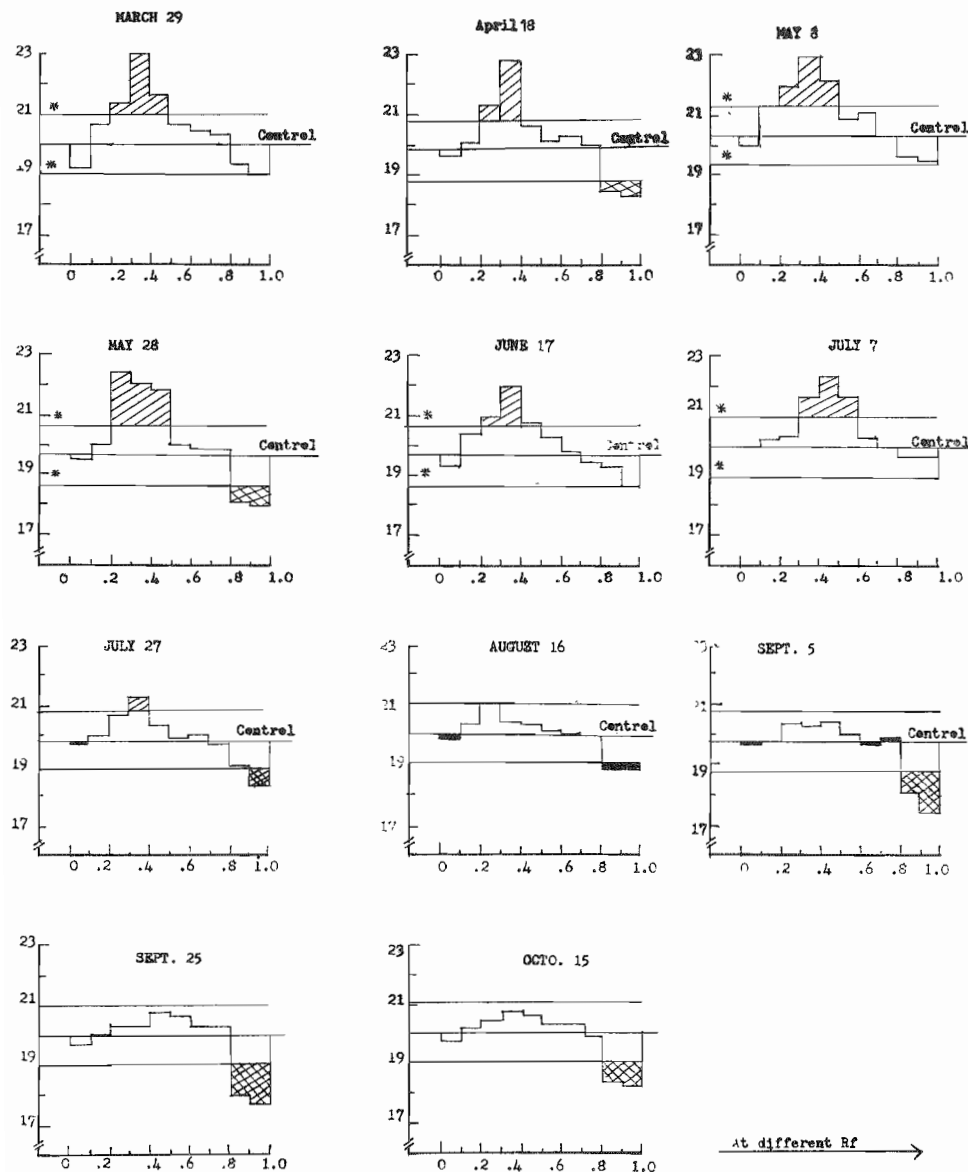 MARCH 29
23
*
21
Control
*
.9
17
0 .2 .4 .6 .8 1.0
April 18
23
21
Control
19
17
0 .2 .4 .6 .8 1.0
MAY 8
23
*
21
Control
*
19
17
0 .2 .4 .6 .8 1.0
MAY 28
23
*
21
Control
*
19
17
0 .2 .4 .6 .8 1.0
JUNE 17
23
*
21
Control
*
19
17
0 .2 .4 .6 .8 1.0
JULY 7
23
*
21
Control
*
19
17
0 .2 .4 .6 .8 1.0
JULY 27
23
21
Control
19
17
0 .2 .4 .6 .8 1.0
AUGUST 16
23
21
Control
19
17
0 .2 .4 .6 .8 1.0
SEPT. 5
23
21
Control
19
17
0 .2 .4 .6 .8 1.0
SEPT. 25
23
21
19
17
0 .2 .4 .6 .8 1.0
OCTO. 15
23
21
19
17
0 .2 .4 .6 .8 1.0
At different Rf